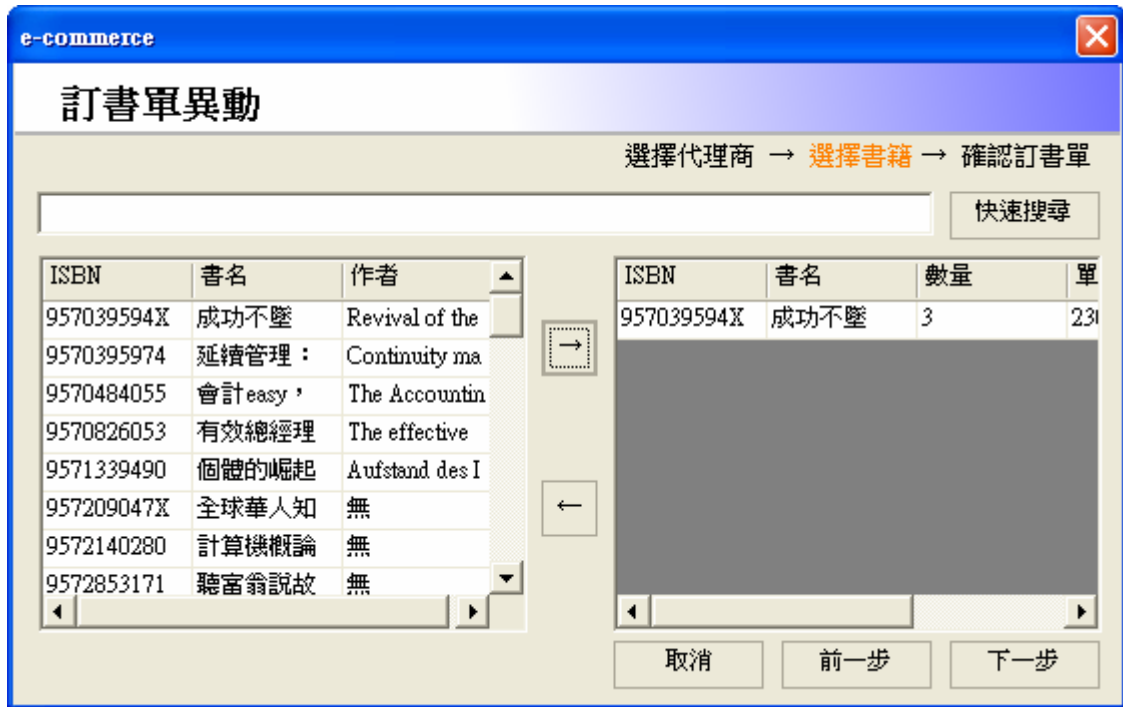 e-commerce
訂書單異動
選擇代理商 → 選擇書籍 → 確認訂書單
快速搜尋
ISBN 書名 作者
957039594X 成功不墜 Revival of the
9570395974 延續管理： Continuity ma
9570484055 會計easy， The Accountin
9570826053 有效總經理 The effective
9571339490 個體的崛起 Aufstand des I
957209047X 全球華人知 無
9572140280 計算機概論 無
9572853171 聽富翁說故 無
→
←
ISBN 書名 數量 單
957039594X 成功不墜 3 230
取消 前一步 下一步